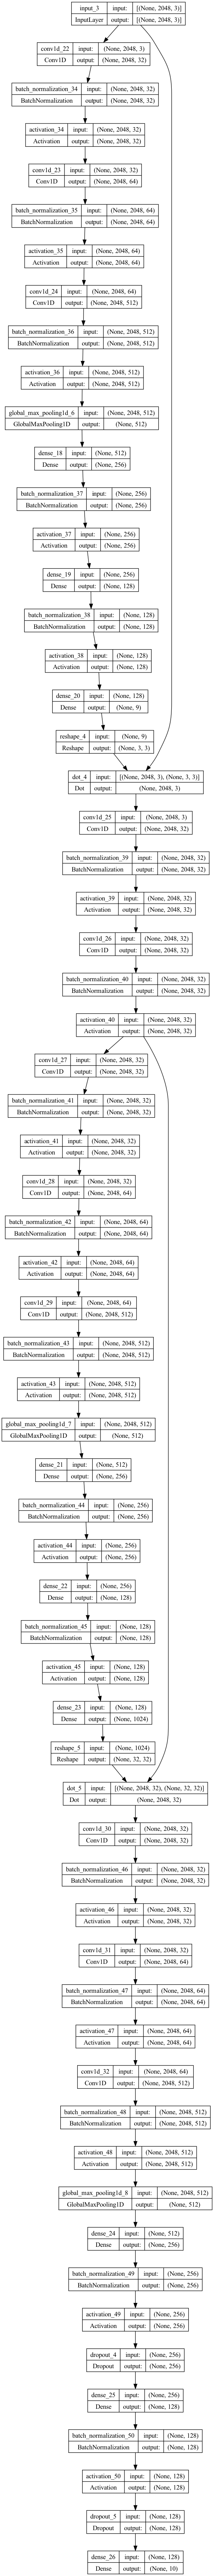 input_3 input: [(None, 2048, 3)]
InputLayer output: [(None, 2048, 3)]
conv1d_22 input: (None, 2048, 3)
Conv1D output: (None, 2048, 32)
batch_normalization_34 input: (None, 2048, 32)
BatchNormalization output: (None, 2048, 32)
activation_34 input: (None, 2048, 32)
Activation output: (None, 2048, 32)
conv1d_23 input: (None, 2048, 32)
Conv1D output: (None, 2048, 64)
batch_normalization_35 input: (None, 2048, 64)
BatchNormalization output: (None, 2048, 64)
activation_35 input: (None, 2048, 64)
Activation output: (None, 2048, 64)
conv1d_24 input: (None, 2048, 64)
Conv1D output: (None, 2048, 512)
batch_normalization_36 input: (None, 2048, 512)
BatchNormalization output: (None, 2048, 512)
activation_36 input: (None, 2048, 512)
Activation output: (None, 2048, 512)
global_max_pooling1d_6 input: (None, 2048, 512)
GlobalMaxPooling1D output: (None, 512)
dense_18 input: (None, 512)
Dense output: (None, 256)
batch_normalization_37 input: (None, 256)
BatchNormalization output: (None, 256)
activation_37 input: (None, 256)
Activation output: (None, 256)
dense_19 input: (None, 256)
Dense output: (None, 128)
batch_normalization_38 input: (None, 128)
BatchNormalization output: (None, 128)
activation_38 input: (None, 128)
Activation output: (None, 128)
dense_20 input: (None, 128)
Dense output: (None, 9)
reshape_4 input: (None, 9)
Reshape output: (None, 3, 3)
dot_4 input: [(None, 2048, 3), (None, 3, 3)]
Dot output: (None, 2048, 3)
conv1d_25 input: (None, 2048, 3)
Conv1D output: (None, 2048, 32)
batch_normalization_39 input: (None, 2048, 32)
BatchNormalization output: (None, 2048, 32)
activation_39 input: (None, 2048, 32)
Activation output: (None, 2048, 32)
conv1d_26 input: (None, 2048, 32)
Conv1D output: (None, 2048, 32)
batch_normalization_40 input: (None, 2048, 32)
BatchNormalization output: (None, 2048, 32)
activation_40 input: (None, 2048, 32)
Activation output: (None, 2048, 32)
conv1d_27 input: (None, 2048, 32)
Conv1D output: (None, 2048, 32)
batch_normalization_41 input: (None, 2048, 32)
BatchNormalization output: (None, 2048, 32)
activation_41 input: (None, 2048, 32)
Activation output: (None, 2048, 32)
conv1d_28 input: (None, 2048, 32)
Conv1D output: (None, 2048, 64)
batch_normalization_42 input: (None, 2048, 64)
BatchNormalization output: (None, 2048, 64)
activation_42 input: (None, 2048, 64)
Activation output: (None, 2048, 64)
conv1d_29 input: (None, 2048, 64)
Conv1D output: (None, 2048, 512)
batch_normalization_43 input: (None, 2048, 512)
BatchNormalization output: (None, 2048, 512)
activation_43 input: (None, 2048, 512)
Activation output: (None, 2048, 512)
global_max_pooling1d_7 input: (None, 2048, 512)
GlobalMaxPooling1D output: (None, 512)
dense_21 input: (None, 512)
Dense output: (None, 256)
batch_normalization_44 input: (None, 256)
BatchNormalization output: (None, 256)
activation_44 input: (None, 256)
Activation output: (None, 256)
dense_22 input: (None, 256)
Dense output: (None, 128)
batch_normalization_45 input: (None, 128)
BatchNormalization output: (None, 128)
activation_45 input: (None, 128)
Activation output: (None, 128)
dense_23 input: (None, 128)
Dense output: (None, 1024)
reshape_5 input: (None, 1024)
Reshape output: (None, 32, 32)
dot_5 input: [(None, 2048, 32), (None, 32, 32)]
Dot output: (None, 2048, 32)
conv1d_30 input: (None, 2048, 32)
Conv1D output: (None, 2048, 32)
batch_normalization_46 input: (None, 2048, 32)
BatchNormalization output: (None, 2048, 32)
activation_46 input: (None, 2048, 32)
Activation output: (None, 2048, 32)
conv1d_31 input: (None, 2048, 32)
Conv1D output: (None, 2048, 64)
batch_normalization_47 input: (None, 2048, 64)
BatchNormalization output: (None, 2048, 64)
activation_47 input: (None, 2048, 64)
Activation output: (None, 2048, 64)
conv1d_32 input: (None, 2048, 64)
Conv1D output: (None, 2048, 512)
batch_normalization_48 input: (None, 2048, 512)
BatchNormalization output: (None, 2048, 512)
activation_48 input: (None, 2048, 512)
Activation output: (None, 2048, 512)
global_max_pooling1d_8 input: (None, 2048, 512)
GlobalMaxPooling1D output: (None, 512)
dense_24 input: (None, 512)
Dense output: (None, 256)
batch_normalization_49 input: (None, 256)
BatchNormalization output: (None, 256)
activation_49 input: (None, 256)
Activation output: (None, 256)
dropout_4 input: (None, 256)
Dropout output: (None, 256)
dense_25 input: (None, 256)
Dense output: (None, 128)
batch_normalization_50 input: (None, 128)
BatchNormalization output: (None, 128)
activation_50 input: (None, 128)
Activation output: (None, 128)
dropout_5 input: (None, 128)
Dropout output: (None, 128)
dense_26 input: (None, 128)
Dense output: (None, 10)